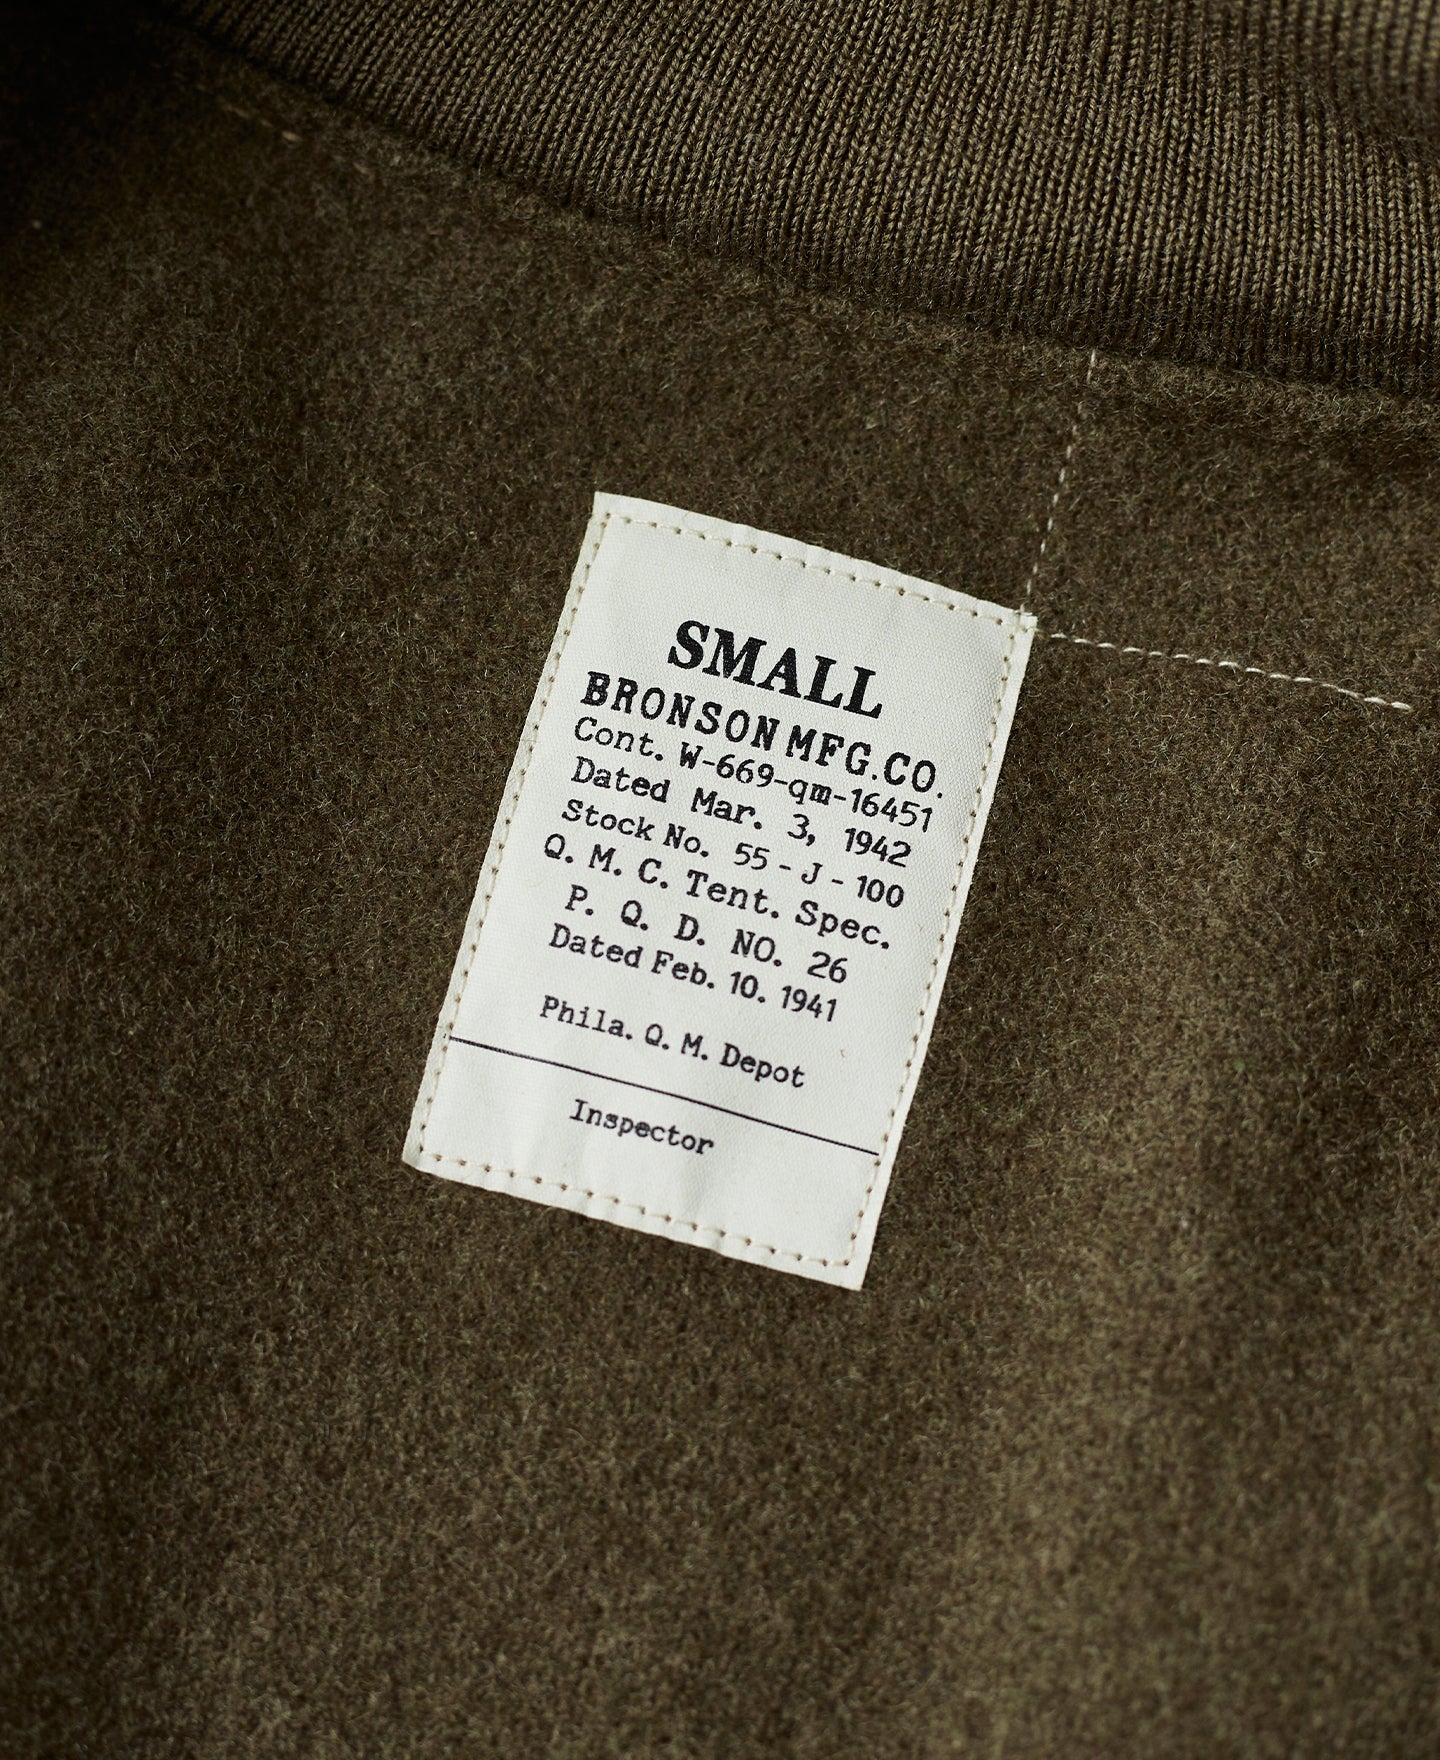 SMALL
BRONSON MFG.CO.
Cont. W-669-qm-16451
Dated Mar. 3, 1942
Stock No. 55 - J - 100
Q. M. C. Tent. Spec.
P. Q. D. NO. 26
Dated Feb. 10. 1941
Phila. Q. M. Depot
Inspector